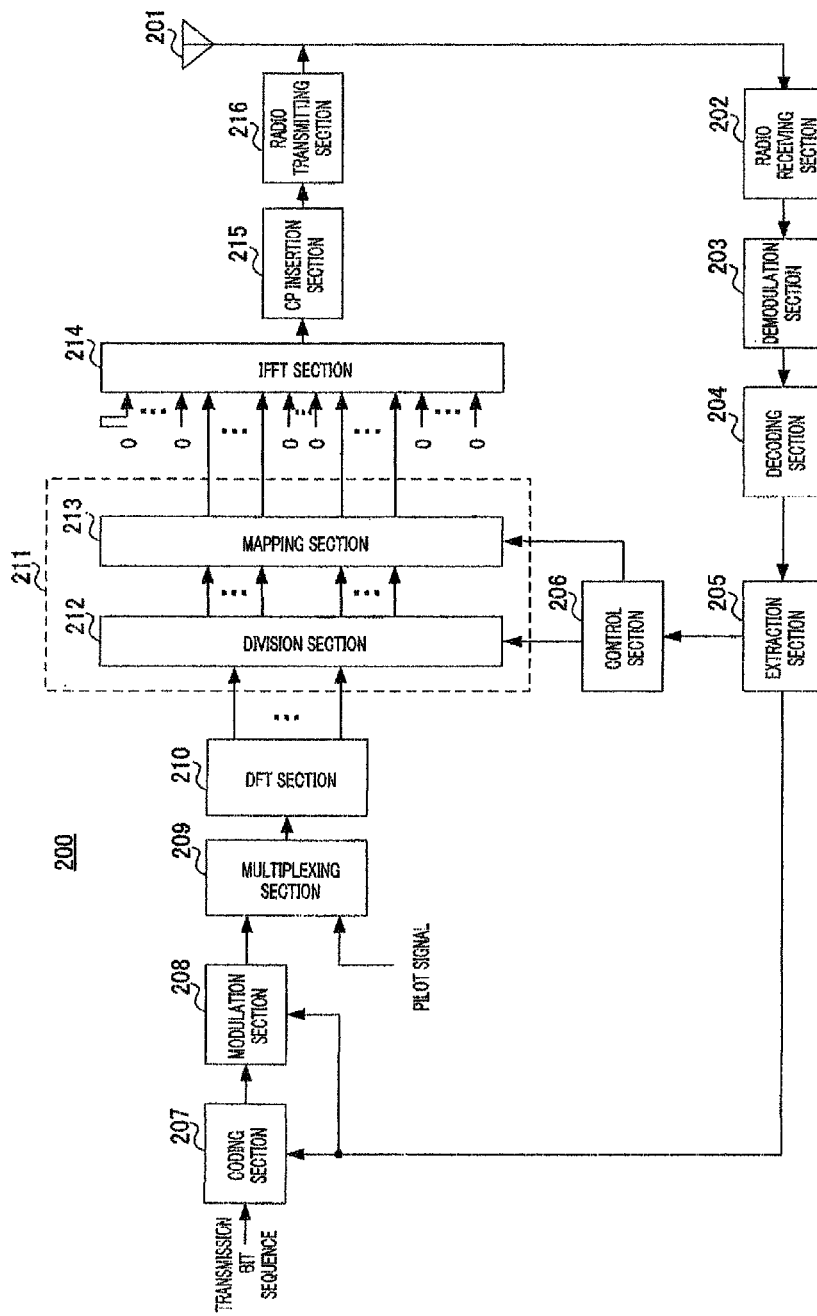 200
TRANSMISSION
BIT
SEQUENCE
207
CODING
SECTION
208
MODULATION
SECTION
PILOT SIGNAL
209
MULTIPLEXING
SECTION
210
DFT SECTION
211
212
DIVISION SECTION
213
MAPPING SECTION
0
0
0
0
0
0
214
IFFT SECTION
215
CP INSERTION
SECTION
216
RADIO
TRANSMITTING
SECTION
201
202
RADIO
RECEIVING
SECTION
203
DEMODULATION
SECTION
204
DECODING
SECTION
205
EXTRACTION
SECTION
206
CONTROL
SECTION